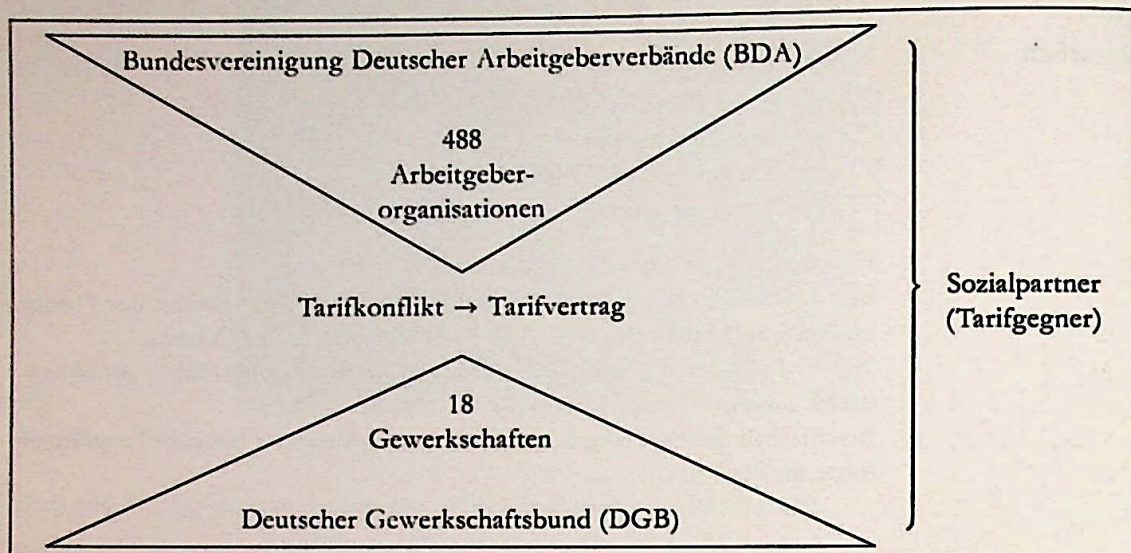 Bundesvereinigung Deutscher Arbeitgeberverbände (BDA)
488
Arbeitgeber-
organisationen
Tarifkonflikt → Tarifvertrag
Sozialpartner
(Tarifgegner)
18
Gewerkschaften
Deutscher Gewerkschaftsbund (DGB)